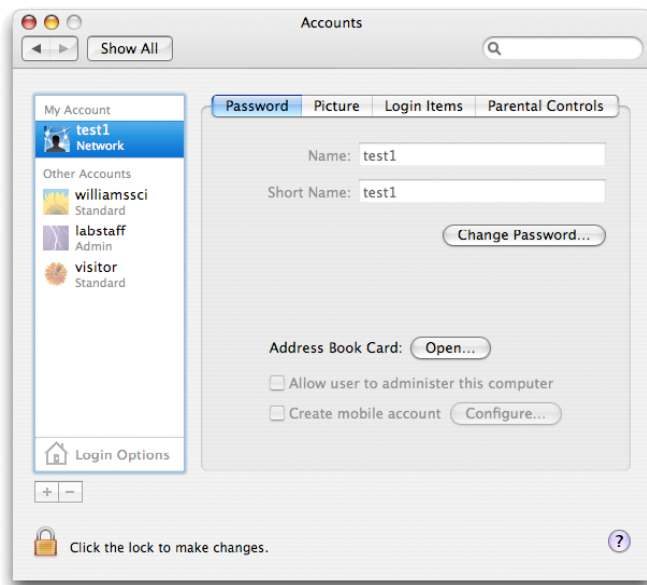 Accounts
Show All
My Account
test1
Network
Other Accounts
williamssci
Standard
labstaff
Admin
visitor
Standard
Login Options
+ −
Password Picture Login Items Parental Controls
Name: test1
Short Name: test1
Change Password...
Address Book Card: Open...
Allow user to administer this computer
Create mobile account Configure...
Click the lock to make changes.
?